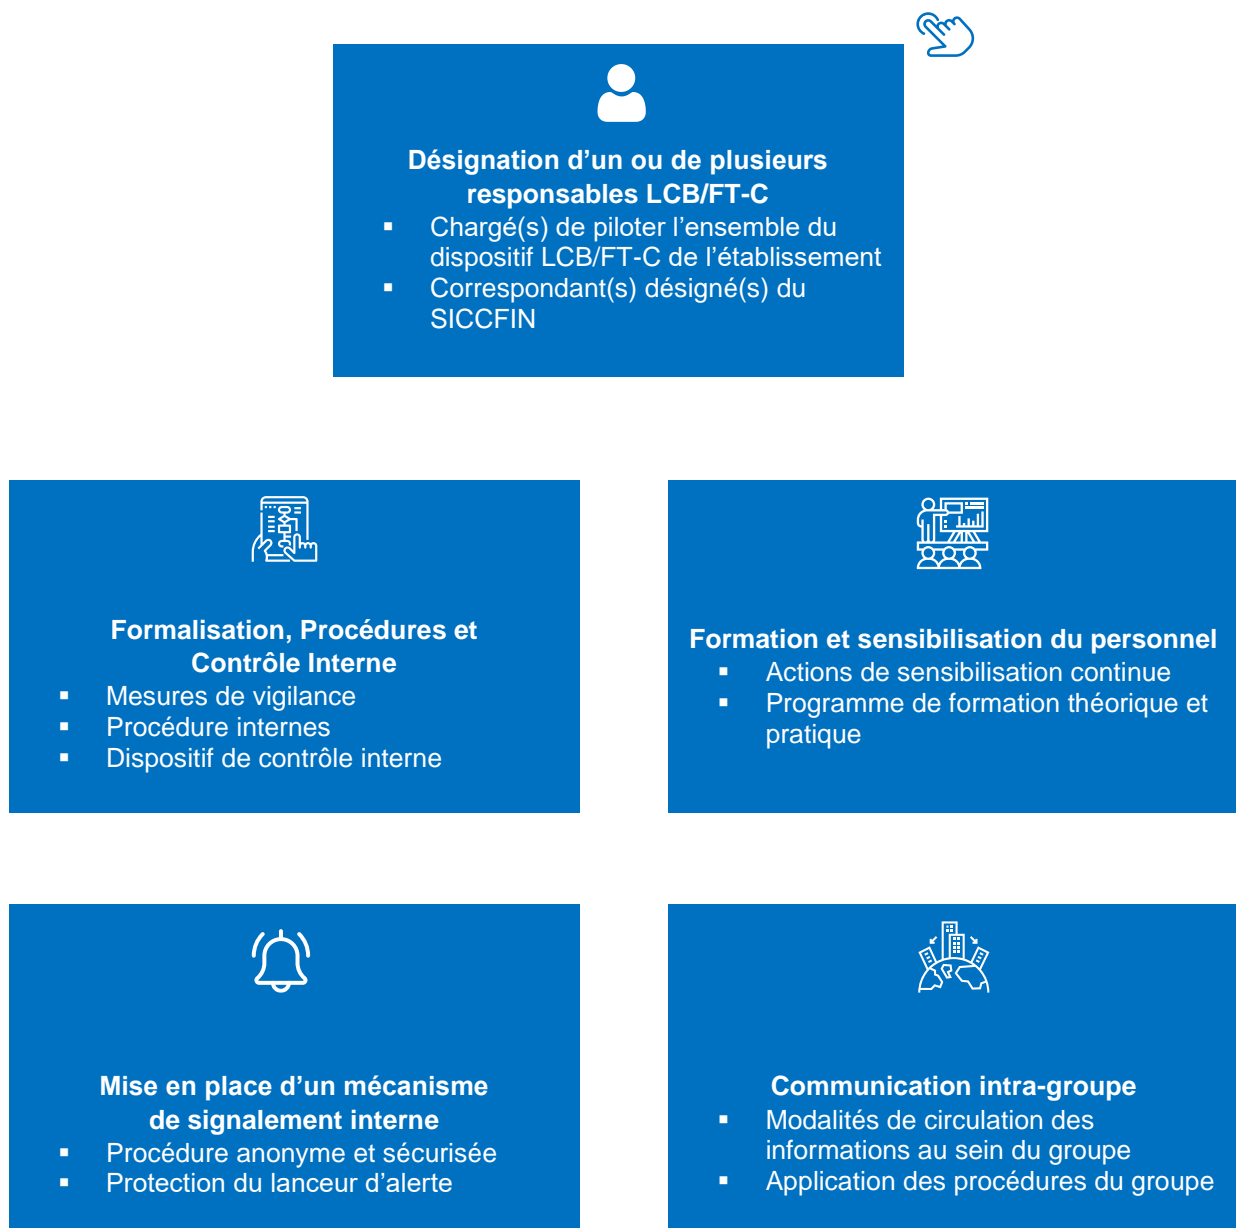 Désignation d’un ou de plusieurs
responsables LCB/FT-C
▪ Chargé(s) de piloter l’ensemble du
dispositif LCB/FT-C de l’établissement
▪ Correspondant(s) désigné(s) du
SICCFIN
Formalisation, Procédures et
Contrôle Interne
▪ Mesures de vigilance
▪ Procédure internes
▪ Dispositif de contrôle interne
Formation et sensibilisation du personnel
▪ Actions de sensibilisation continue
▪ Programme de formation théorique et
pratique
Mise en place d’un mécanisme
de signalement interne
▪ Procédure anonyme et sécurisée
▪ Protection du lanceur d’alerte
Communication intra-groupe
▪ Modalités de circulation des
informations au sein du groupe
▪ Application des procédures du groupe